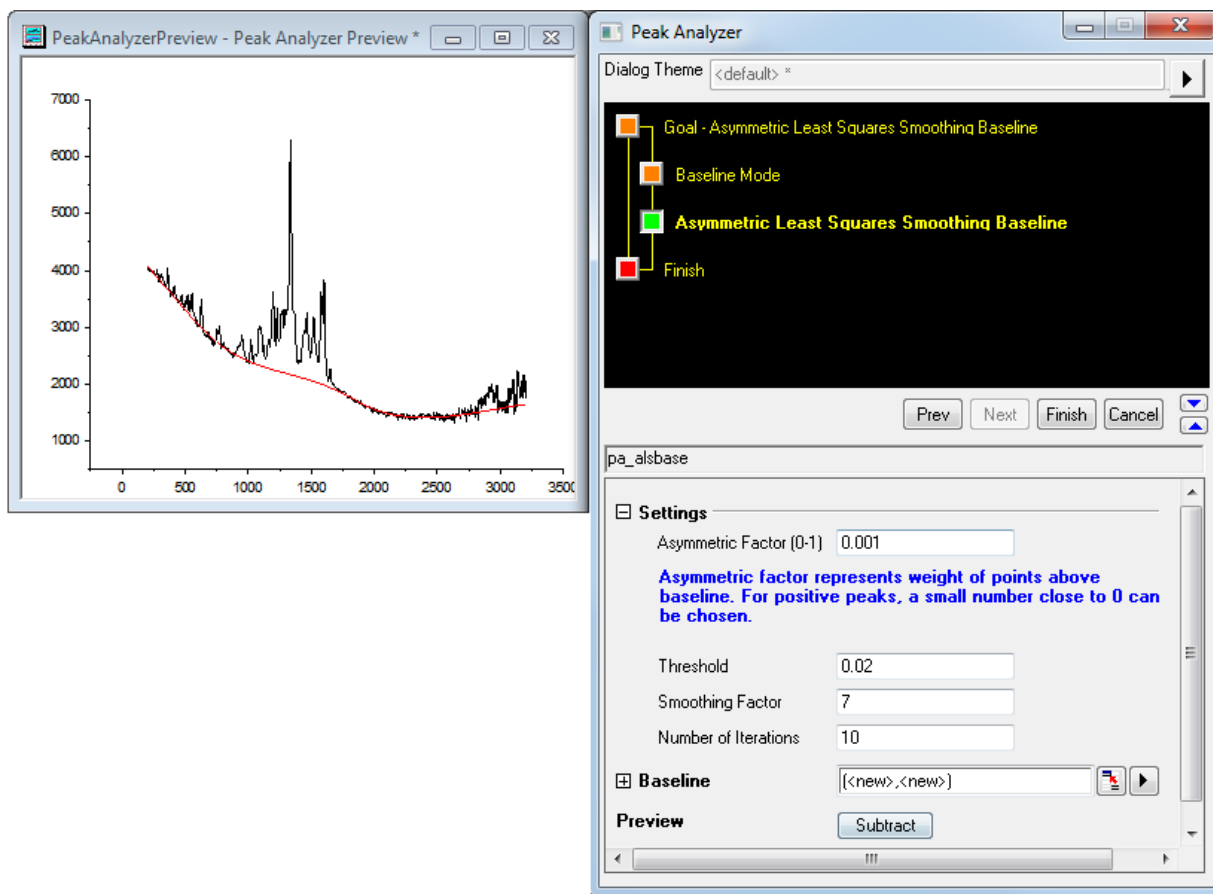 PeakAnalyzerPreview - Peak Analyzer Preview *
7000
6000
5000
4000
3000
2000
1000
0 500 1000 1500 2000 2500 3000 3500
Peak Analyzer
Dialog Theme <default> *
Goal - Asymmetric Least Squares Smoothing Baseline
Baseline Mode
Asymmetric Least Squares Smoothing Baseline
Finish
Prev Next Finish Cancel
pa_alsbase
Settings
Asymmetric Factor (0-1) 0.001
Asymmetric factor represents weight of points above
baseline. For positive peaks, a small number close to 0 can
be chosen.
Threshold 0.02
Smoothing Factor 7
Number of Iterations 10
Baseline (<new>,<new>)
Preview Subtract